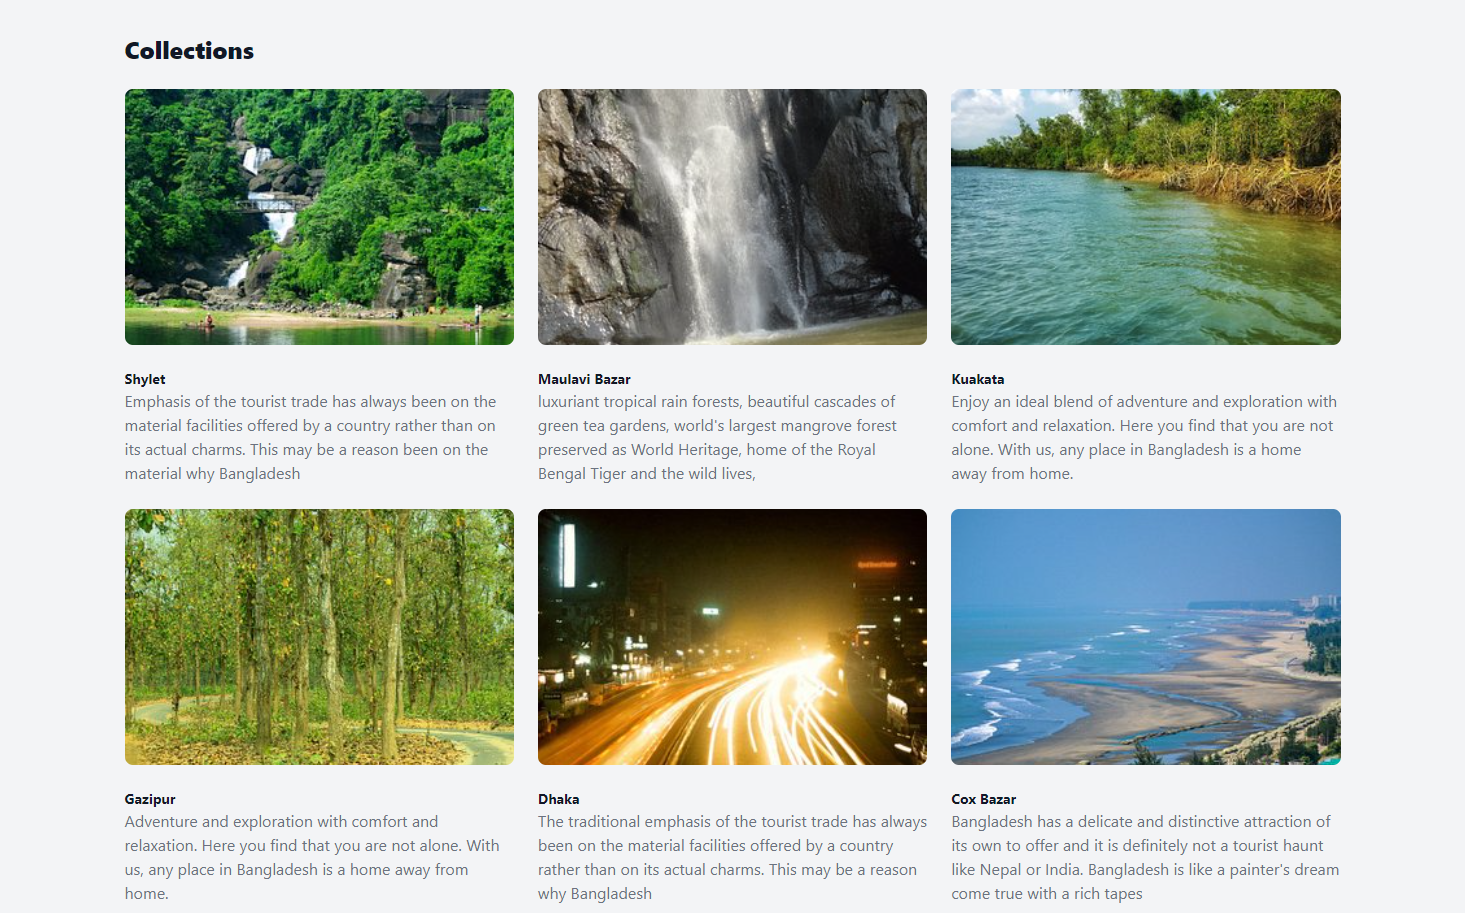 Collections
Shylet
Emphasis of the tourist trade has always been on the
material facilities offered by a country rather than on
its actual charms. This may be a reason been on the
material why Bangladesh
Maulavi Bazar
luxuriant tropical rain forests, beautiful cascades of
green tea gardens, world's largest mangrove forest
preserved as World Heritage, home of the Royal
Bengal Tiger and the wild lives,
Kuakata
Enjoy an ideal blend of adventure and exploration with
comfort and relaxation. Here you find that you are not
alone. With us, any place in Bangladesh is a home
away from home.
Gazipur
Adventure and exploration with comfort and
relaxation. Here you find that you are not alone. With
us, any place in Bangladesh is a home away from
home.
Dhaka
The traditional emphasis of the tourist trade has always
been on the material facilities offered by a country
rather than on its actual charms. This may be a reason
why Bangladesh
Cox Bazar
Bangladesh has a delicate and distinctive attraction of
its own to offer and it is definitely not a tourist haunt
like Nepal or India. Bangladesh is like a painter's dream
come true with a rich tapes